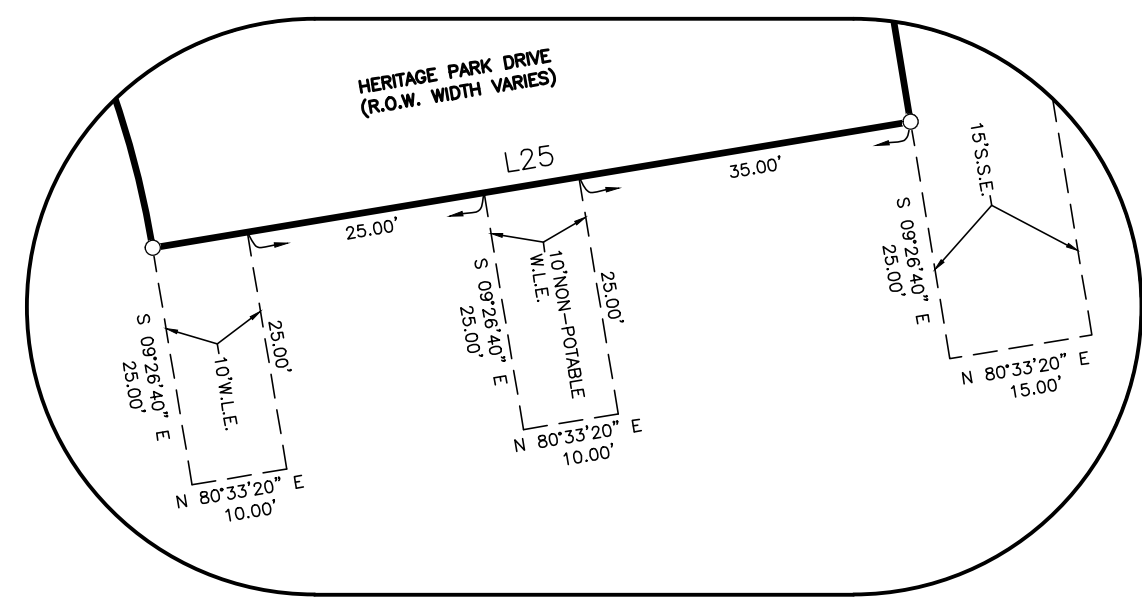 HERITAGE PARK DRIVE
(R.O.W. WIDTH VARIES)
L25
25.00'
35.00'
15'S.S.E.
S 09°26'40" E
25.00'
10'W.L.E.
25.00'
N 80°33'20" E
10.00'
S 09°26'40" E
25.00'
10'NON-POTABLE
W.L.E.
25.00'
N 80°33'20" E
10.00'
S 09°26'40" E
25.00'
N 80°33'20" E
15.00'